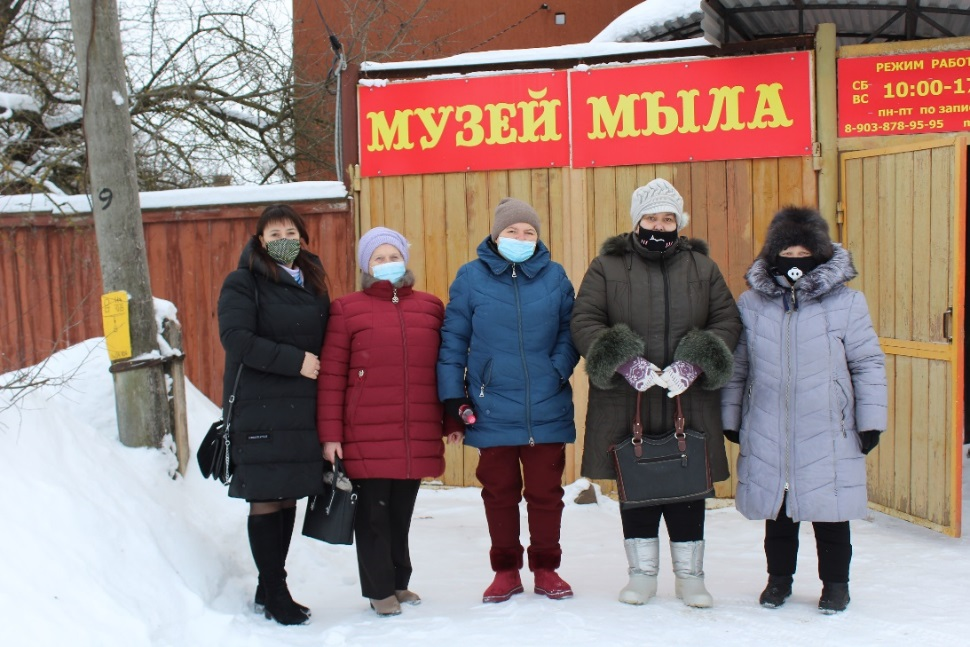 МУЗЕЙ МЫЛА
РЕЖИМ РАБОТ
СБ-ВС 10:00-17
ПН-ПТ ПО ЗАПИС
8-903-878-95-95
9